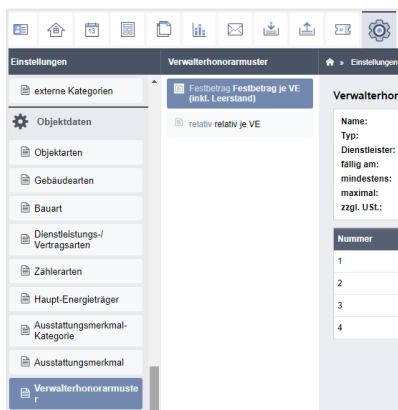 13
Einstellungen
Verwalterhonorarmuster
» Einstellungen
externe Kategorien
Objektdaten
Objektarten
Gebäudearten
Bauart
Dienstleistungs-/
Vertragsarten
Zählerarten
Haupt-Energieträger
Ausstattungsmerkmal-
Kategorie
Ausstattungsmerkmal
Verwalterhonorarmuste
r
Festbetrag Festbetrag je VE
(inkl. Leerstand)
relativ relativ je VE
Verwalterhon
Name:
Typ:
Dienstleister:
fällig am:
mindestens:
maximal:
zzgl. USt.:
Nummer
1
2
3
4